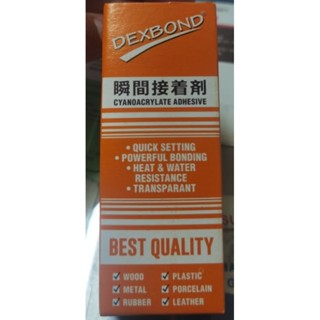 DEXBOND
瞬間接着剤
CYANOACRYLATE ADHESIVE
• QUICK SETTING
• POWERFUL BONDING
• HEAT & WATER
RESISTANCE
• TRANSPARANT
BEST QUALITY
☑ WOOD ☑ PLASTIC
☑ METAL ☑ PORCELAIN
☑ RUBBER ☑ LEATHER